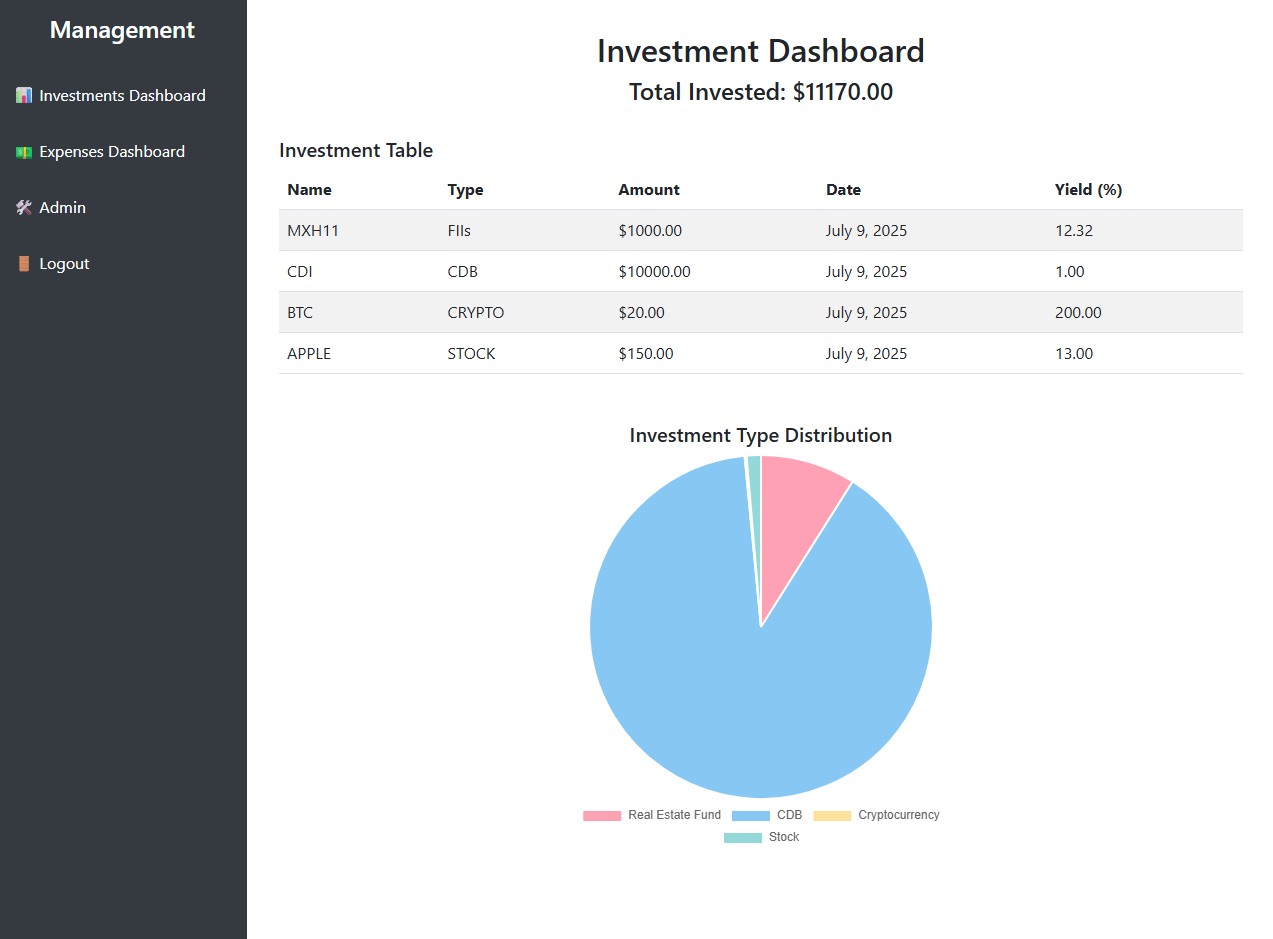 Management
Investments Dashboard
Expenses Dashboard
Admin
Logout
Investment Dashboard
Total Invested: $11170.00
Investment Table
Name Type Amount Date Yield (%)
MXH11 FIIs $1000.00 July 9, 2025 12.32
CDI CDB $10000.00 July 9, 2025 1.00
BTC CRYPTO $20.00 July 9, 2025 200.00
APPLE STOCK $150.00 July 9, 2025 13.00
Investment Type Distribution
Real Estate Fund CDB Cryptocurrency
Stock